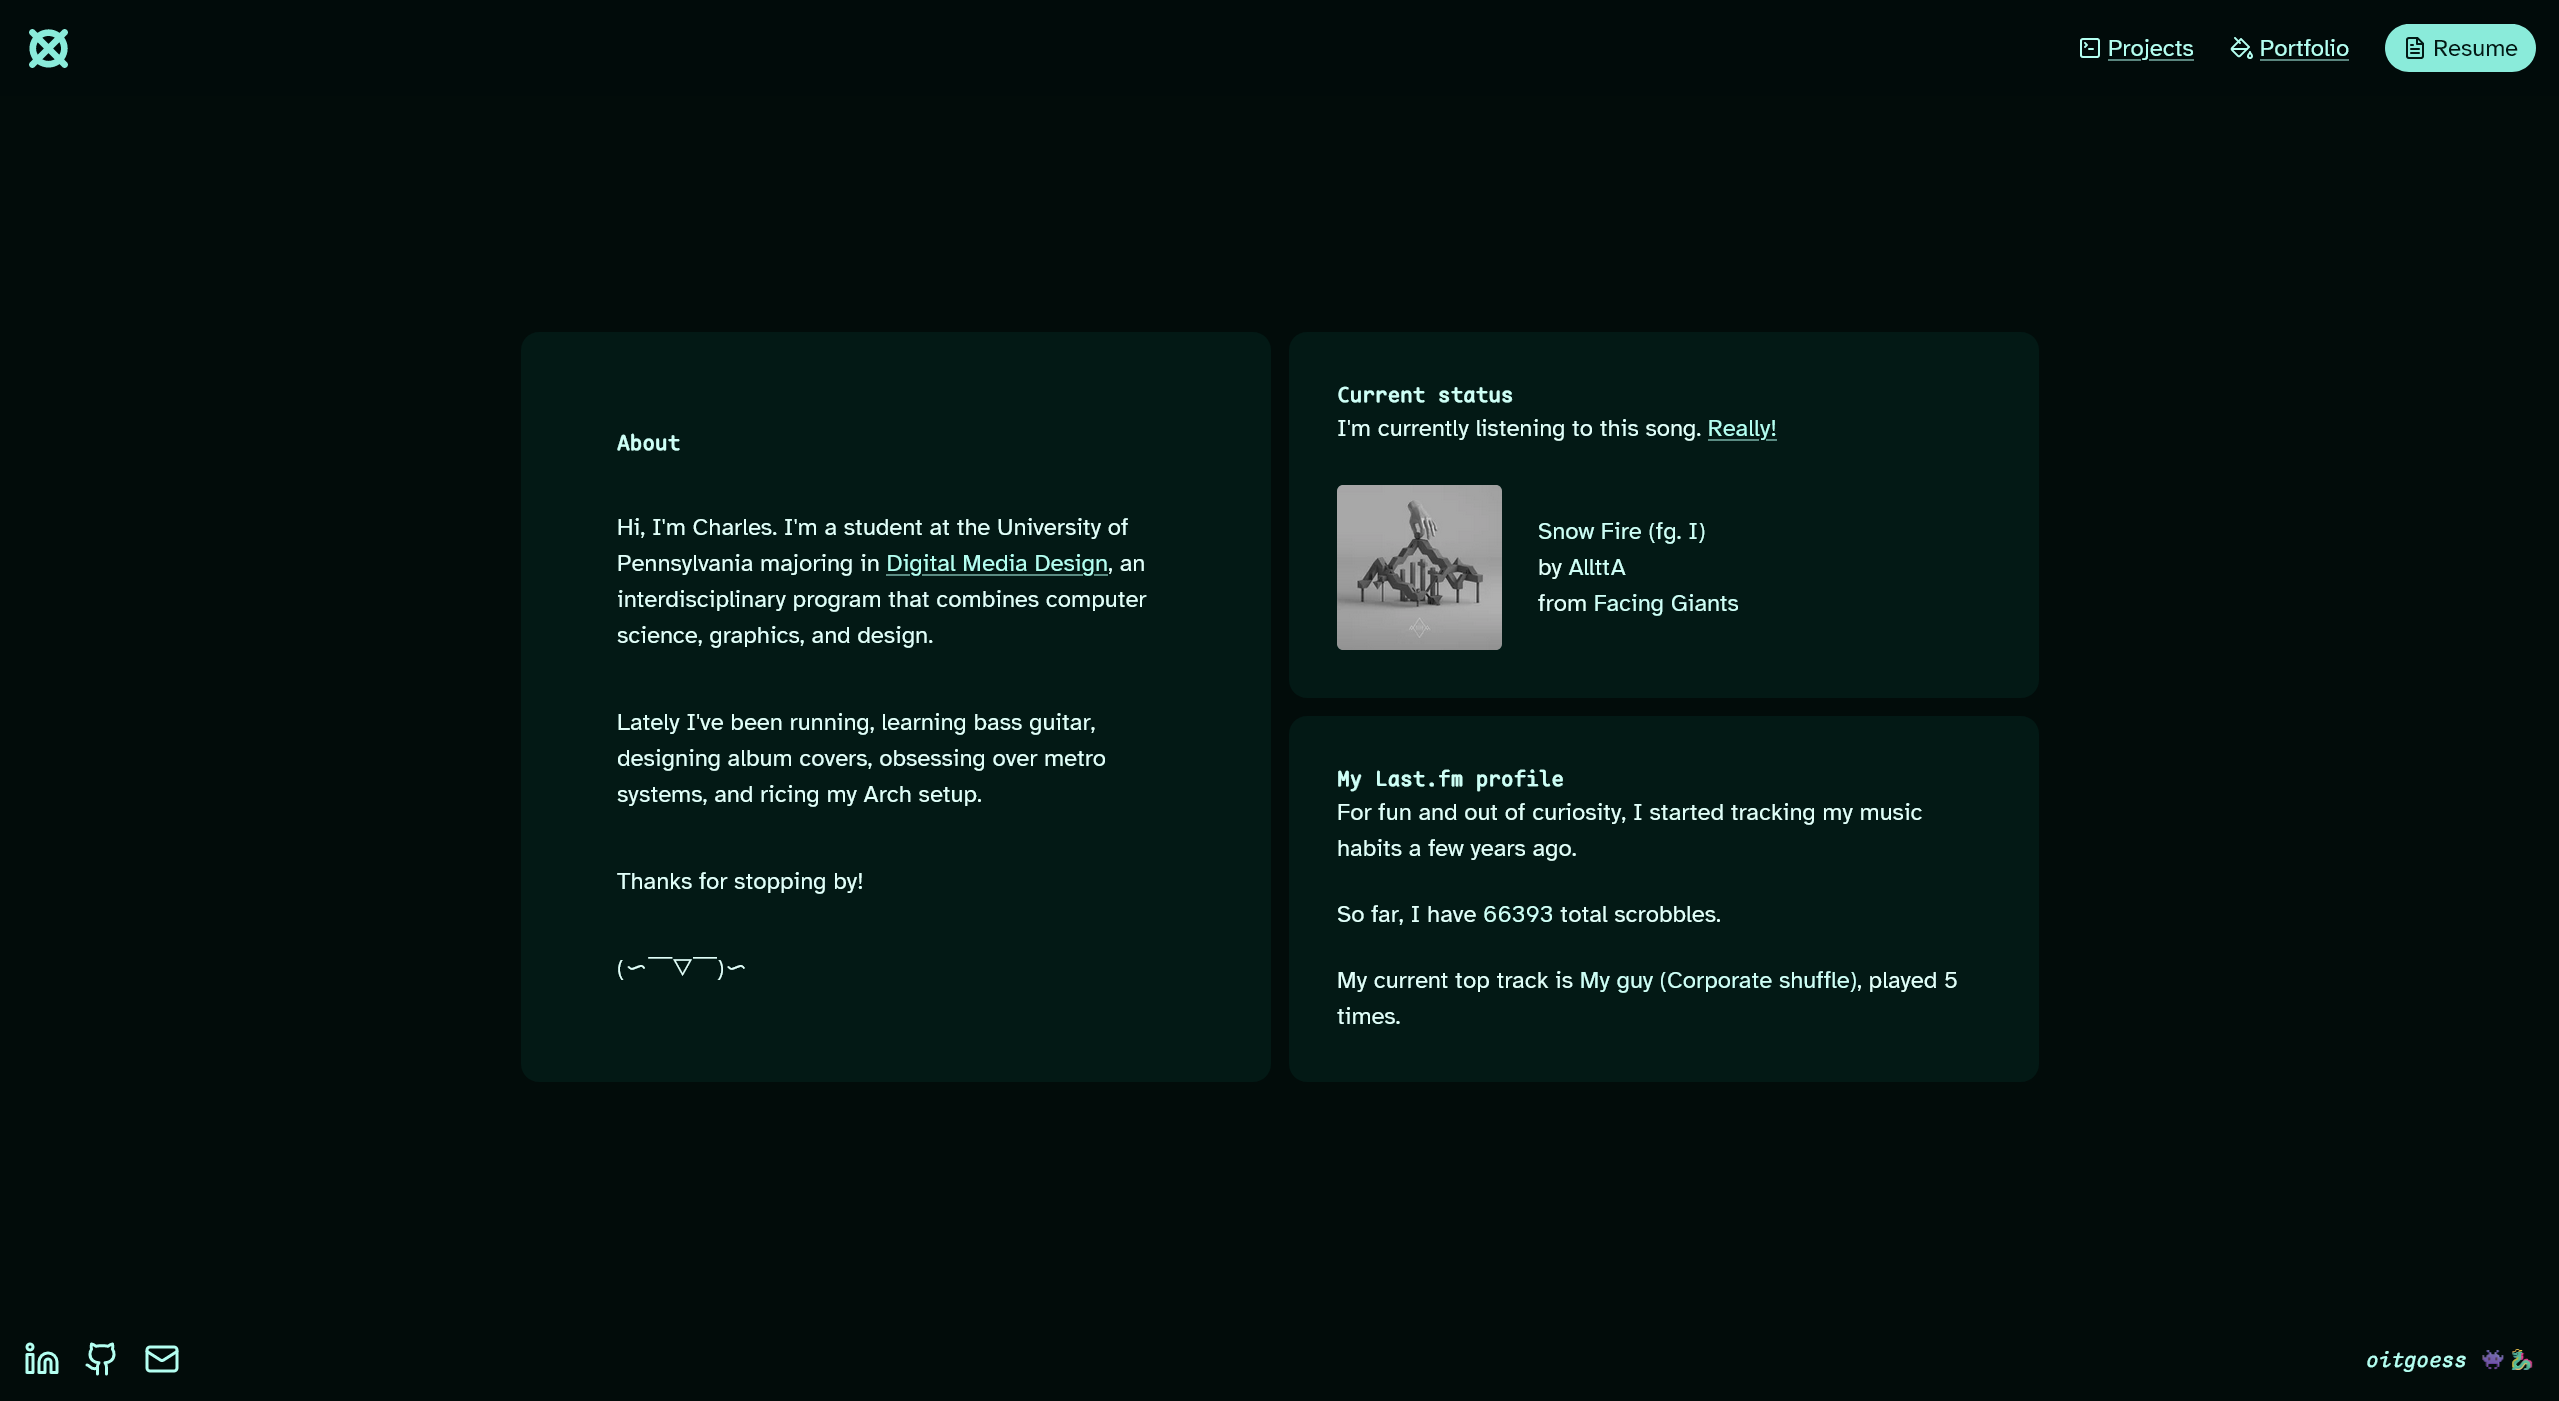 Projects
Portfolio
Resume
About
Hi, I'm Charles. I'm a student at the University of
Pennsylvania majoring in Digital Media Design, an
interdisciplinary program that combines computer
science, graphics, and design.
Lately I've been running, learning bass guitar,
designing album covers, obsessing over metro
systems, and ricing my Arch setup.
Thanks for stopping by!
(∽￣▽￣)∽
Current status
I'm currently listening to this song. Really!
Snow Fire (fg. I)
by AllttA
from Facing Giants
My Last.fm profile
For fun and out of curiosity, I started tracking my music
habits a few years ago.
So far, I have 66393 total scrobbles.
My current top track is My guy (Corporate shuffle), played 5
times.
oitgoess 👾🐉